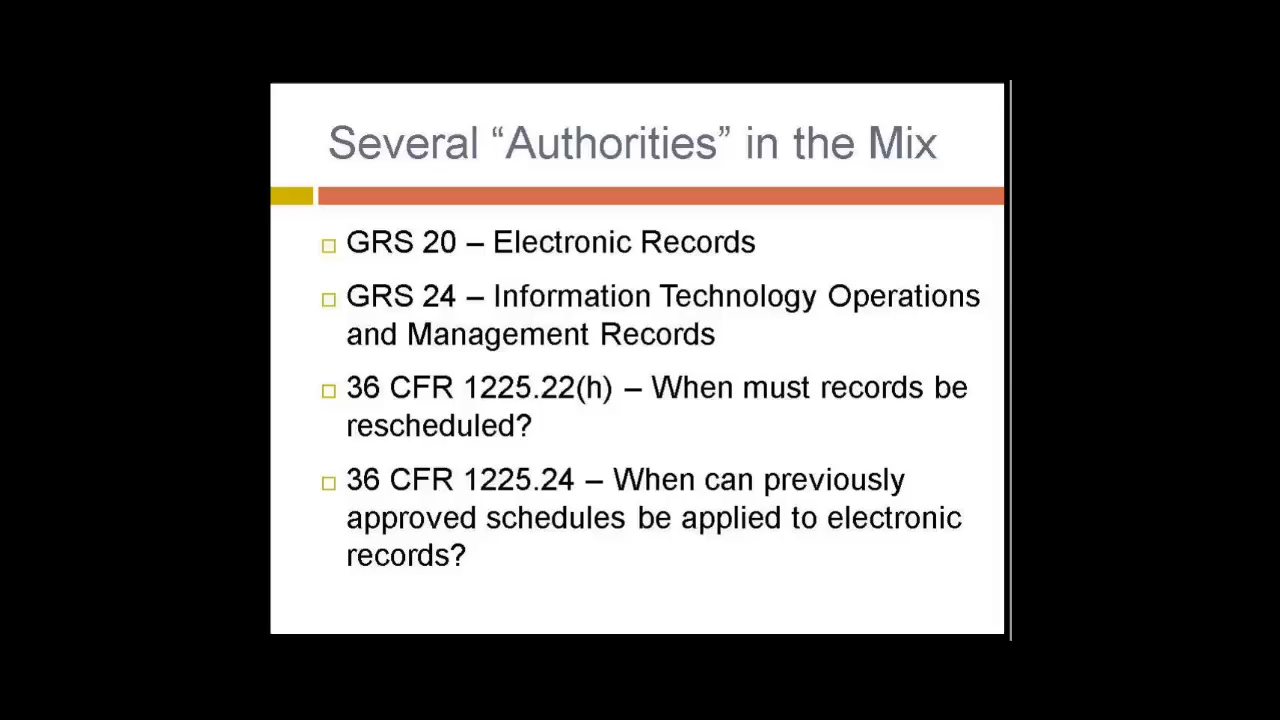 Several “Authorities” in the Mix
GRS 20 – Electronic Records
GRS 24 – Information Technology Operations
and Management Records
36 CFR 1225.22(h) – When must records be
rescheduled?
36 CFR 1225.24 – When can previously
approved schedules be applied to electronic
records?